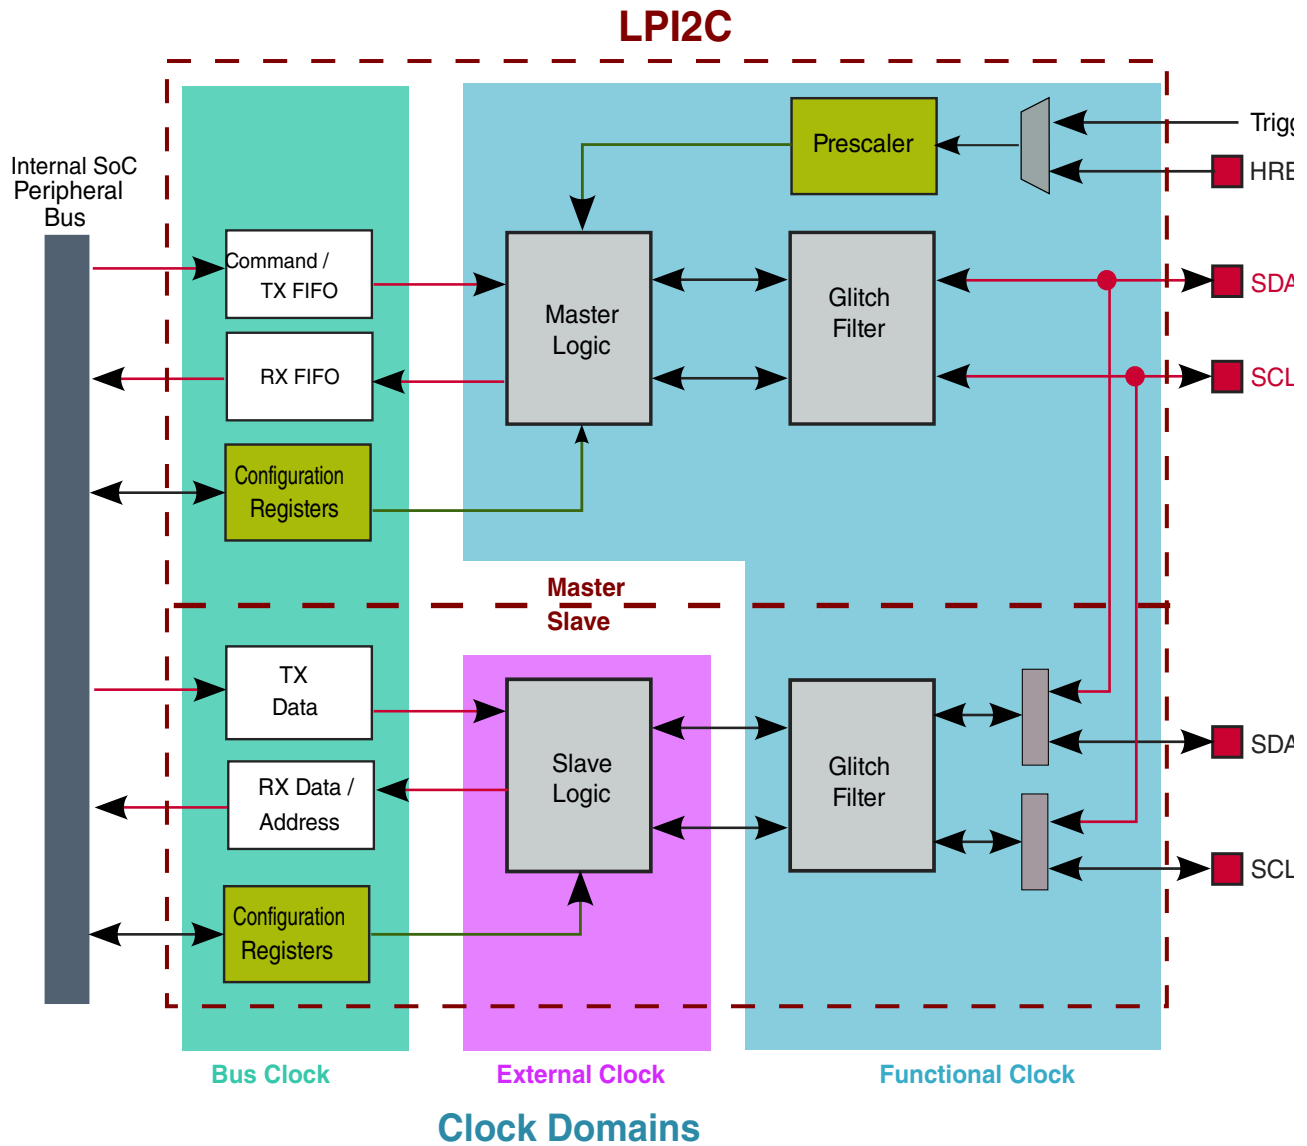 LPI2C
Internal SoC
Peripheral
Bus
Prescaler
Command /
TX FIFO
RX FIFO
Configuration
Registers
Master
Logic
Glitch
Filter
SDA
SCL
Master
Slave
TX
Data
RX Data /
Address
Configuration
Registers
Slave
Logic
Glitch
Filter
SDA
SCL
Bus Clock
External Clock
Functional Clock
Clock Domains